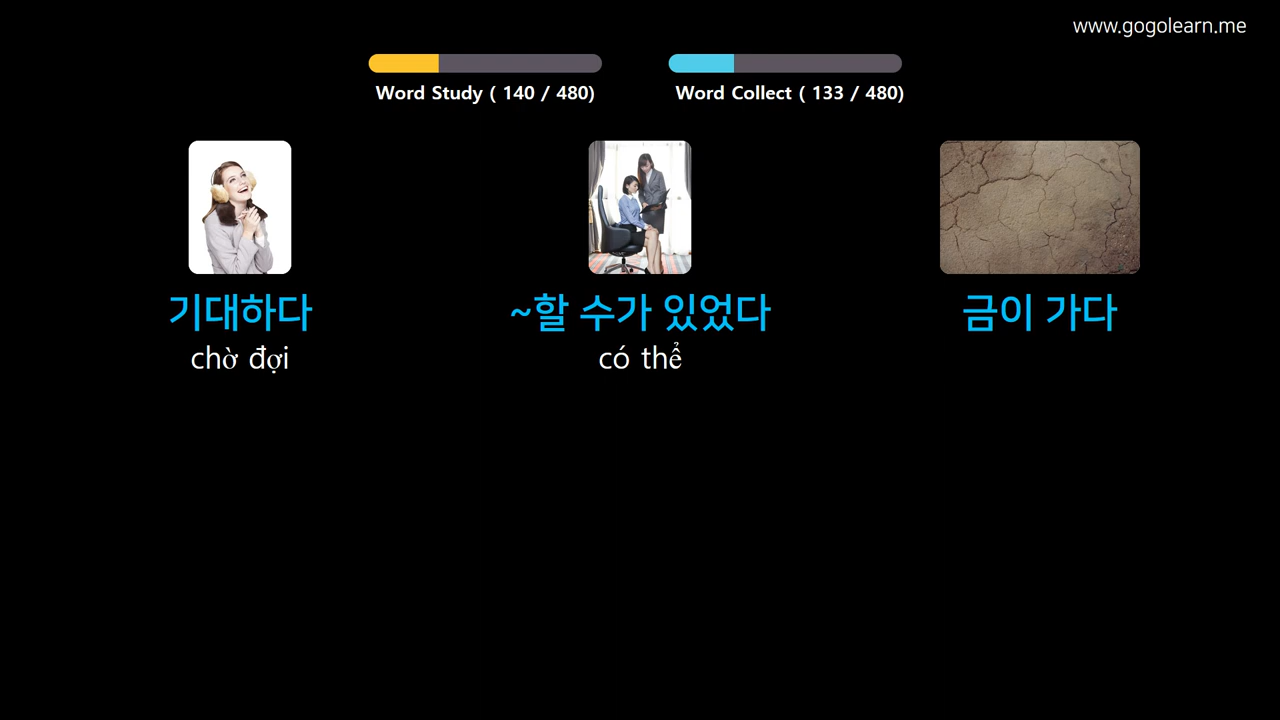 www.gogolearn.me
Word Study ( 140 / 480)
Word Collect ( 133 / 480)
기대하다
~할 수가 있었다
금이 가다
chờ đợi
có thể